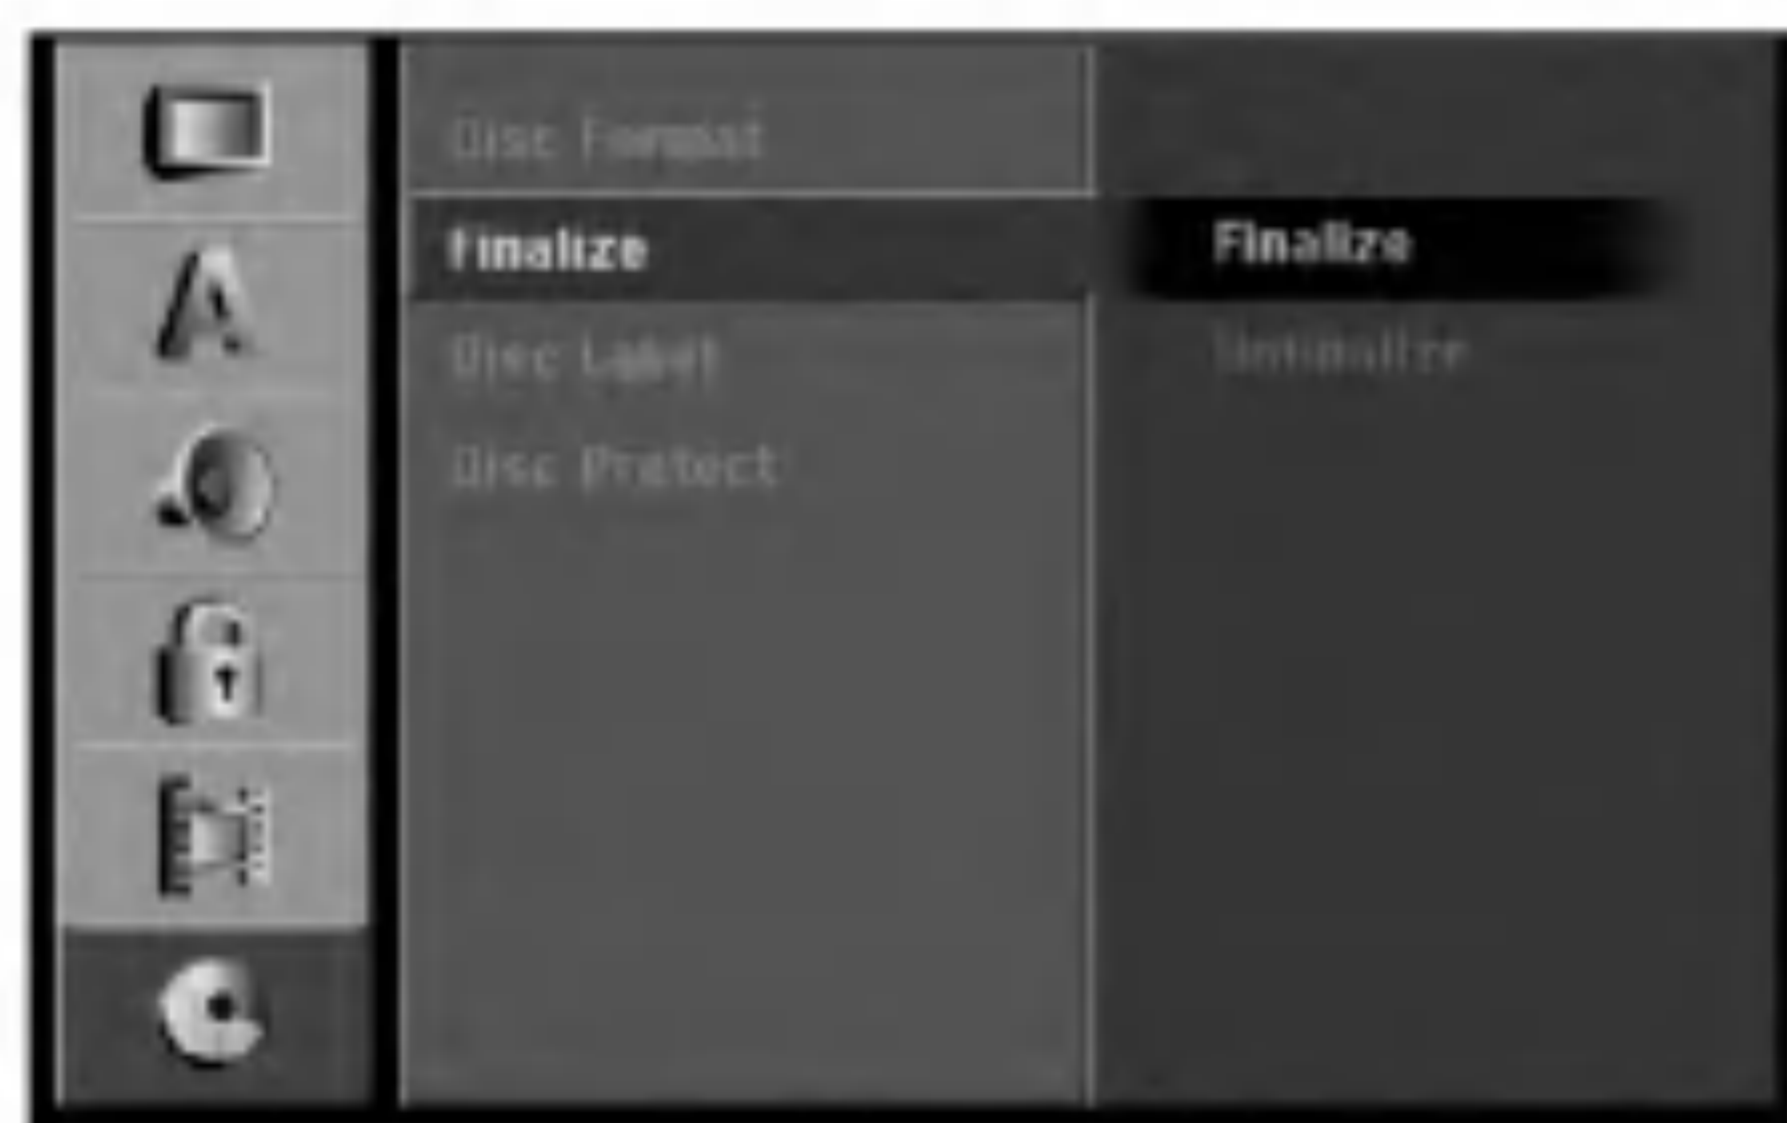 Disc Format
Finalize
Finalize
Disc Label
Unfinalize
Disc Protect